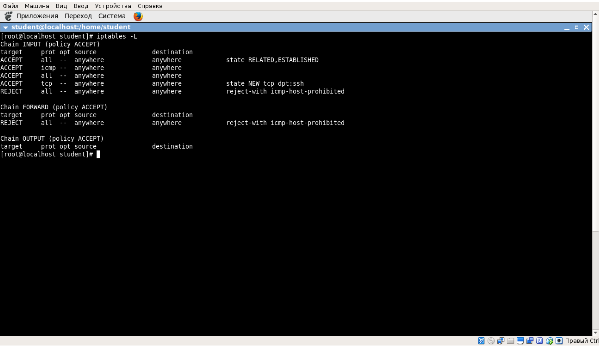 Файл Машина Вид Ввод Устройства Справка
Приложения Переход Система
student@localhost:/home/student
[root@localhost student]# iptables -L
Chain INPUT (policy ACCEPT)
target prot opt source destination
ACCEPT all -- anywhere anywhere state RELATED,ESTABLISHED
ACCEPT icmp -- anywhere anywhere
ACCEPT all -- anywhere anywhere
ACCEPT tcp -- anywhere anywhere state NEW tcp dpt:ssh
REJECT all -- anywhere anywhere reject-with icmp-host-prohibited
Chain FORWARD (policy ACCEPT)
target prot opt source destination
REJECT all -- anywhere anywhere reject-with icmp-host-prohibited
Chain OUTPUT (policy ACCEPT)
target prot opt source destination
[root@localhost student]#
Правый Ctrl